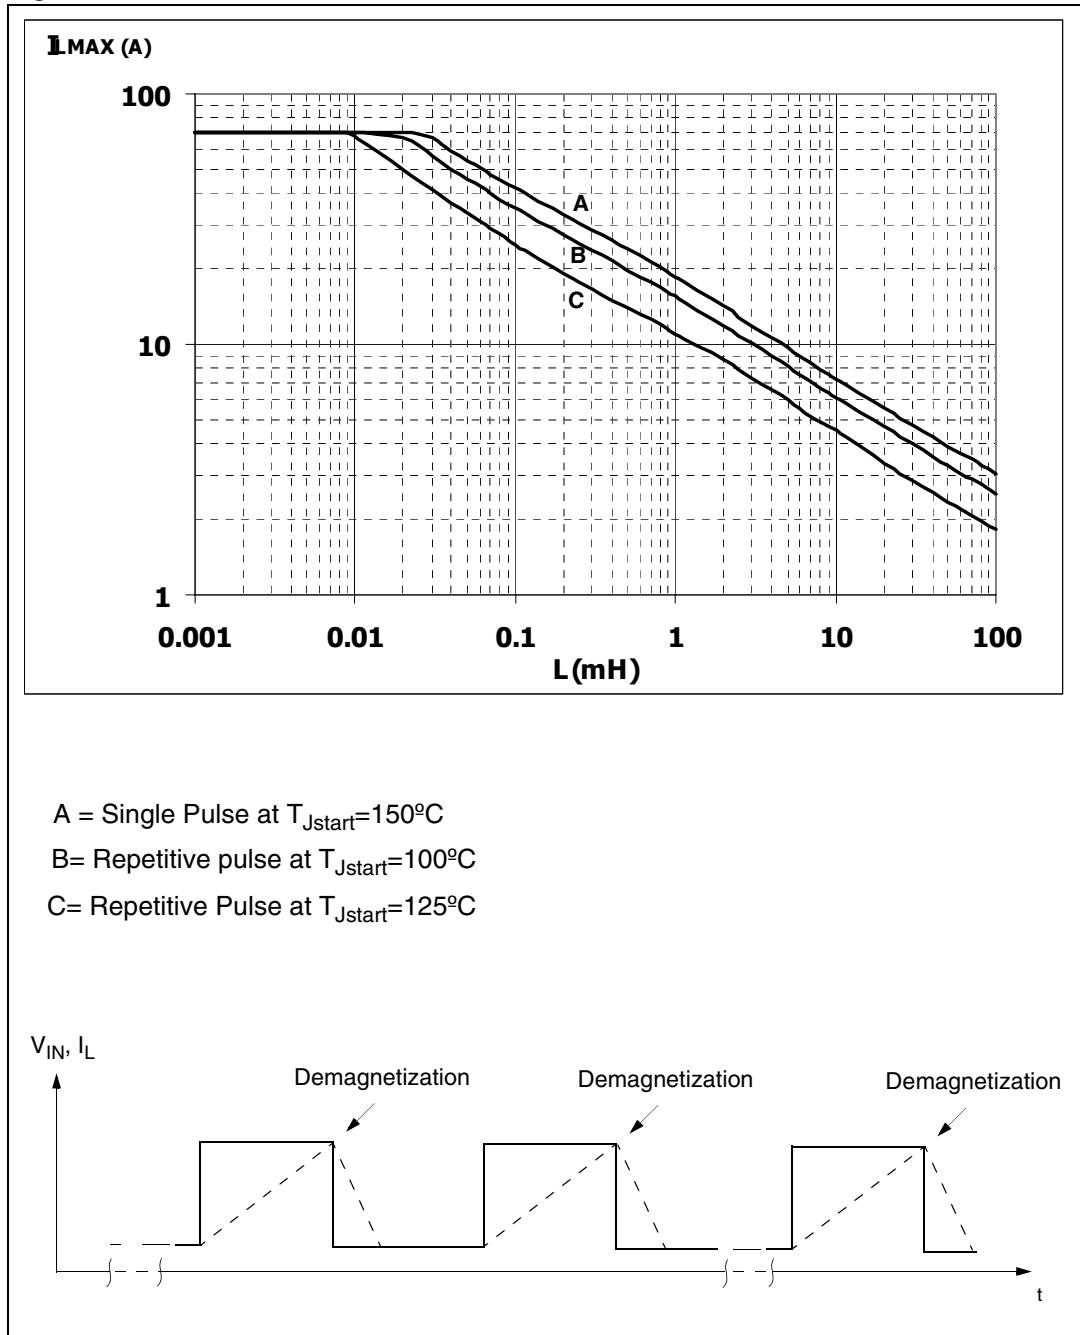 ILMAX (A)
100
A
B
C
10
1
0.001 0.01 0.1 1 10 100
L(mH)
A = Single Pulse at TJstart=150ºC
B= Repetitive pulse at TJstart=100ºC
C= Repetitive Pulse at TJstart=125ºC
VIN, IL
Demagnetization Demagnetization Demagnetization
t